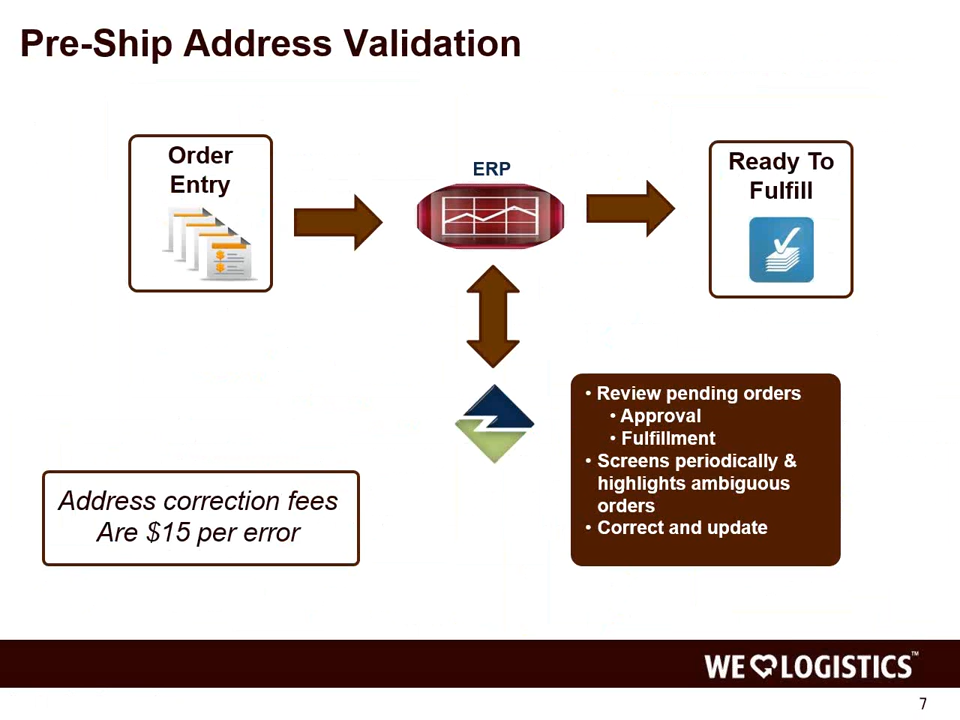 Pre-Ship Address Validation
Order
Entry
ERP
Ready To
Fulfill
• Review pending orders
• Approval
• Fulfillment
• Screens periodically &
highlights ambiguous
orders
• Correct and update
Address correction fees
Are $15 per error
WE LOGISTICS™
7